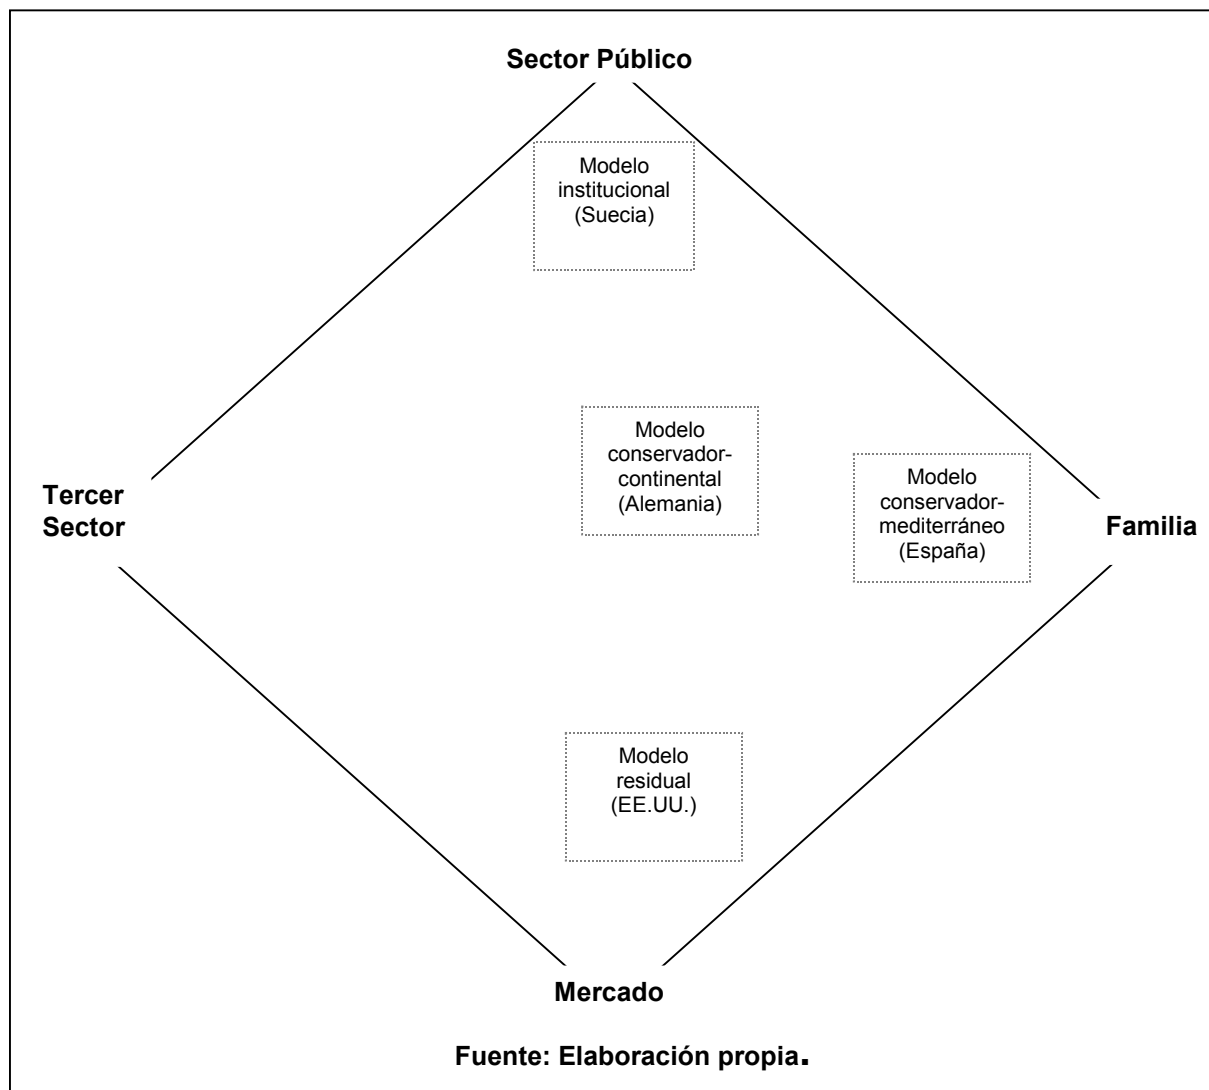 Sector Público
Modelo
institucional
(Suecia)
Modelo
conservador-
continental
(Alemania)
Modelo
conservador-
mediterráneo
(España)
Tercer
Sector
Familia
Modelo
residual
(EE.UU.)
Mercado
Fuente: Elaboración propia.